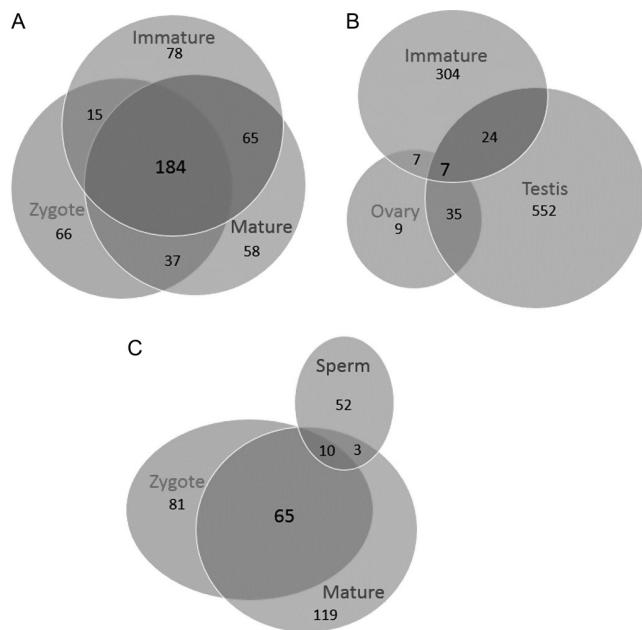 A
Immature
78
15
65
184
Zygote
66
Mature
58
37
B
Immature
304
24
7
7
Testis
552
Ovary
9
35
C
Sperm
52
10
3
Zygote
81
65
Mature
119